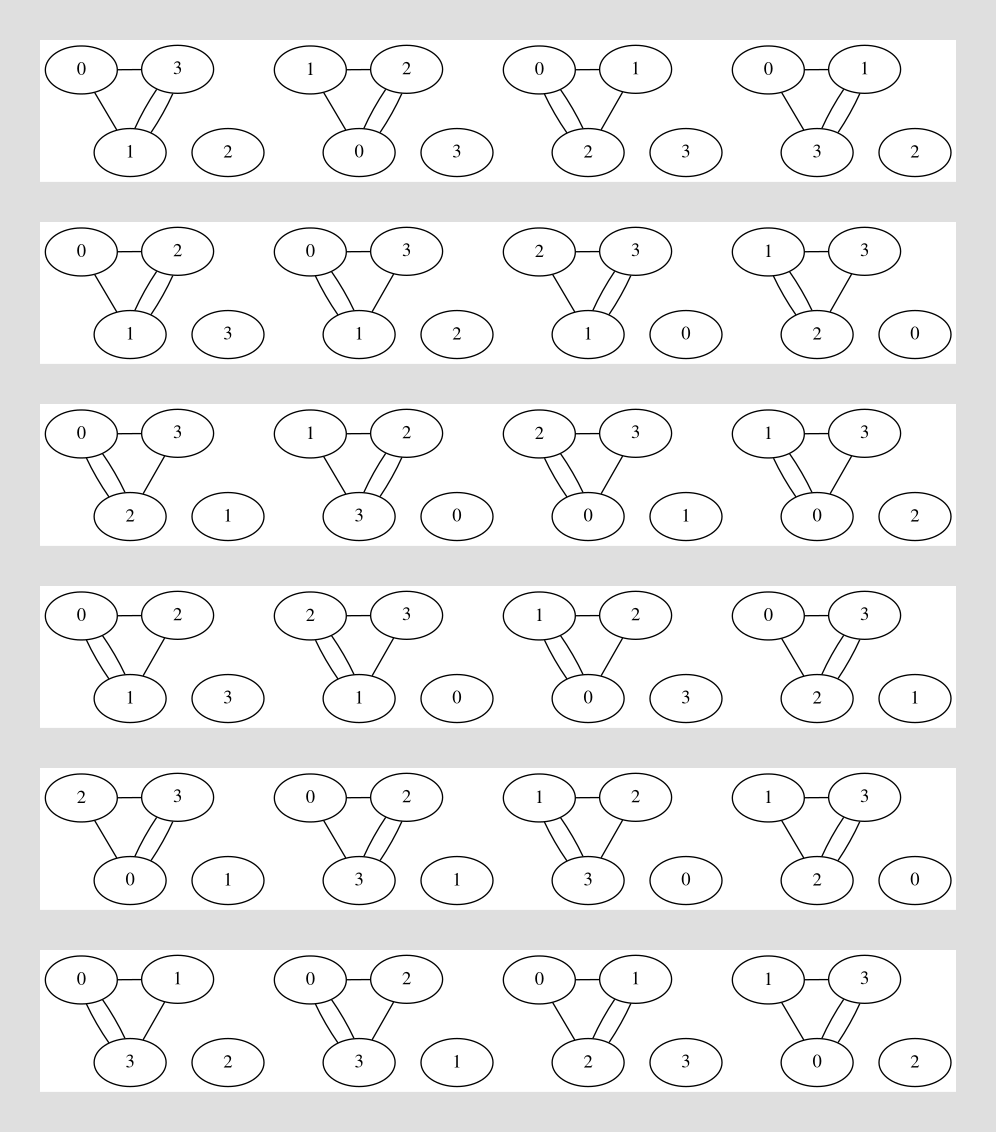 0 3 1 2 0 1 0 1
1 2 0 3 2 3 3 2
0 2 0 3 2 3 1 3
1 3 1 2 1 0 2 0
0 3 1 2 2 3 1 3
2 1 3 0 0 1 0 2
0 2 2 3 1 2 0 3
1 3 1 0 0 3 2 1
2 3 0 2 1 2 1 3
0 1 3 1 3 0 2 0
0 1 0 2 0 1 1 3
3 2 3 1 2 3 0 2